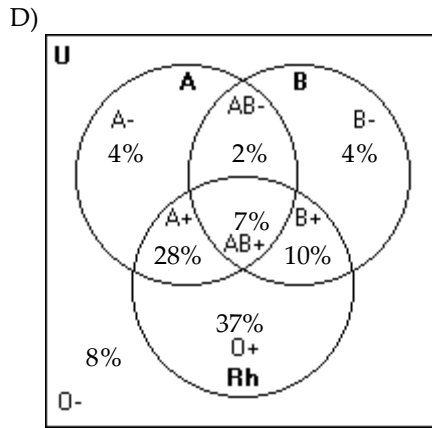 D)
U
A B
AB-
A- B-
4% 2% 4%
A+ 7% B+
AB+
28% 10%
37%
8% O+
Rh
O-